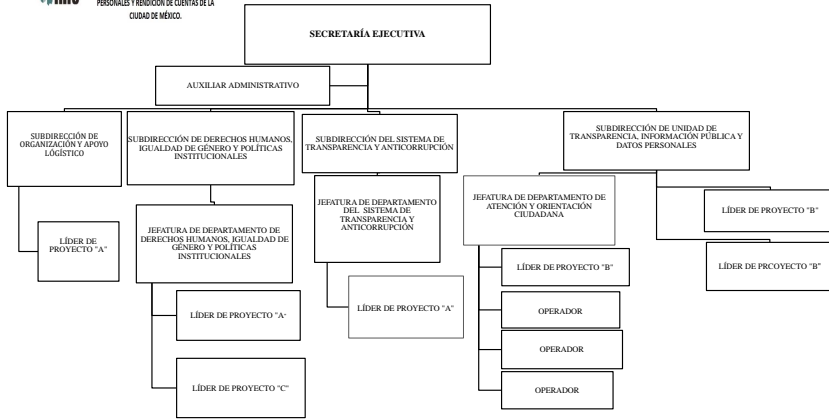 PERSONALES Y RENDICIÓN DE CUENTAS DE LA
CIUDAD DE MÉXICO.
SECRETARÍA EJECUTIVA
AUXILIAR ADMINISTRATIVO
SUBDIRECCIÓN DE
ORGANIZACIÓN Y APOYO
LÓGÍSTICO
SUBDIRECCIÓN DE DERECHOS HUMANOS,
IGUALDAD DE GÉNERO Y POLÍTICAS
INSTITUCIONALES
SUBDIRECCIÓN DEL SISTEMA DE
TRANSPARENCIA Y ANTICORRUPCIÓN
SUBDIRECCIÓN DE UNIDAD DE
TRANSPARENCIA, INFORMACIÓN PÚBLICA Y
DATOS PERSONALES
LÍDER DE
PROYECTO "A"
JEFATURA DE DEPARTAMENTO DE
DERECHOS HUMANOS, IGUALDAD DE
GÉNERO Y POLÍTICAS
INSTITUCIONALES
JEFATURA DE DEPARTAMENTO
DEL SISTEMA DE
TRANSPARENCIA Y
ANTICORRUPCIÓN
JEFATURA DE DEPARTAMENTO DE
ATENCIÓN Y ORIENTACIÓN
CIUDADANA
LÍDER DE PROYECTO "B"
LÍDER DE PRCOYECTO "B"
LÍDER DE PROYECTO "A"
LÍDER DE PROYECTO "C"
LÍDER DE PROYECTO "A"
LÍDER DE PROYECTO "B"
OPERADOR
OPERADOR
OPERADOR